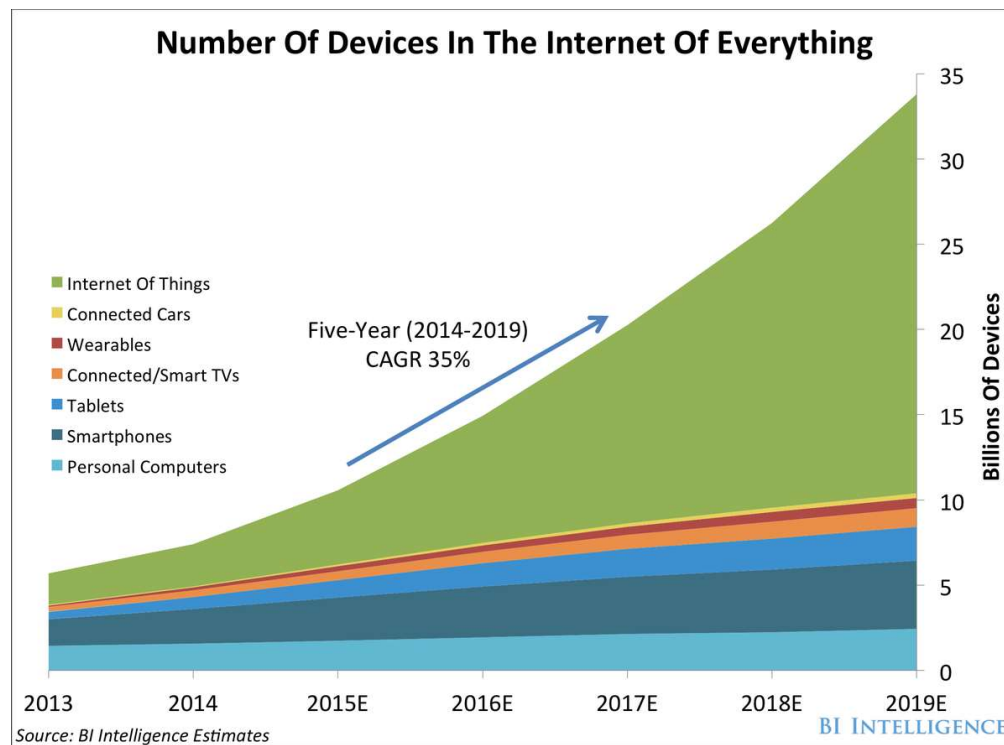 Number Of Devices In The Internet Of Everything
35
30
25
20
15
10
5
0
Billions Of Devices
Internet Of Things
Connected Cars
Wearables
Connected/Smart TVs
Tablets
Smartphones
Personal Computers
Five-Year (2014-2019)
CAGR 35%
2013 2014 2015E 2016E 2017E 2018E 2019E
Source: BI Intelligence Estimates
BI INTELLIGENCE